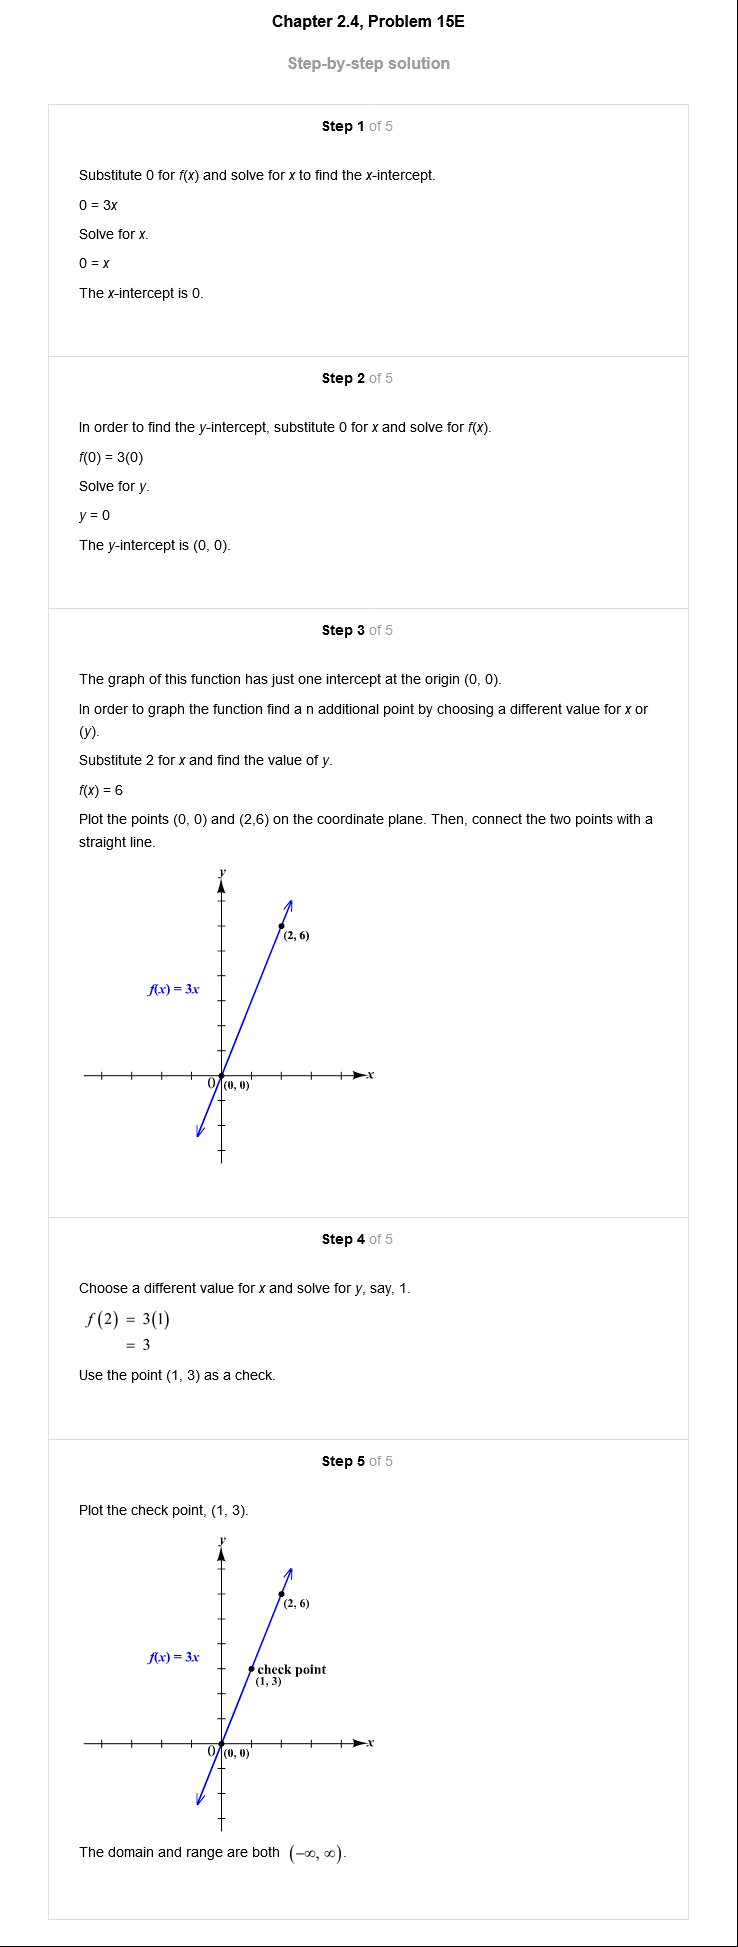 Chapter 2.4, Problem 15E
Step-by-step solution
Step 1 of 5
Substitute 0 for f(x) and solve for x to find the x-intercept.
0 = 3x
Solve for x.
0 = x
The x-intercept is 0.
Step 2 of 5
In order to find the y-intercept, substitute 0 for x and solve for f(x).
f(0) = 3(0)
Solve for y.
y = 0
The y-intercept is (0, 0).
Step 3 of 5
The graph of this function has just one intercept at the origin (0, 0).
In order to graph the function find a n additional point by choosing a different value for x or
(y).
Substitute 2 for x and find the value of y.
f(x) = 6
Plot the points (0, 0) and (2,6) on the coordinate plane. Then, connect the two points with a
straight line.
y
(2, 6)
f(x) = 3x
x
0 (0, 0)
Step 4 of 5
Choose a different value for x and solve for y, say, 1.
f(2) = 3(1)
= 3
Use the point (1, 3) as a check.
Step 5 of 5
Plot the check point, (1, 3).
y
(2, 6)
f(x) = 3x
check point
(1, 3)
x
0 (0, 0)
The domain and range are both (−∞, ∞).